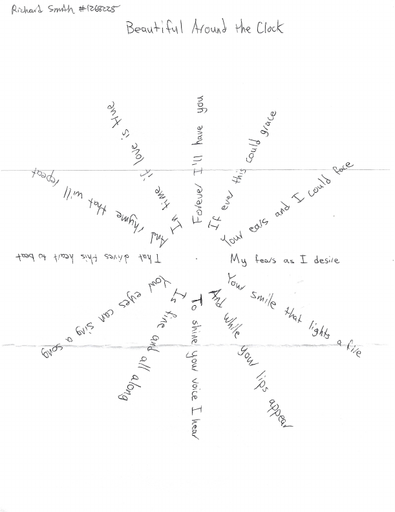 Richard Smith #1268225
Beautiful Around the Clock
If ever this could grace
Your ears and I could face
My fears as I desire
Your smile that lights a fire
And while your lips appear
To shine your voice I hear
Is fine and all along
Your eyes can sing a song
That drives this heart to beat
And rhyme that will repeat
In time if love is true
Forever I'll have you